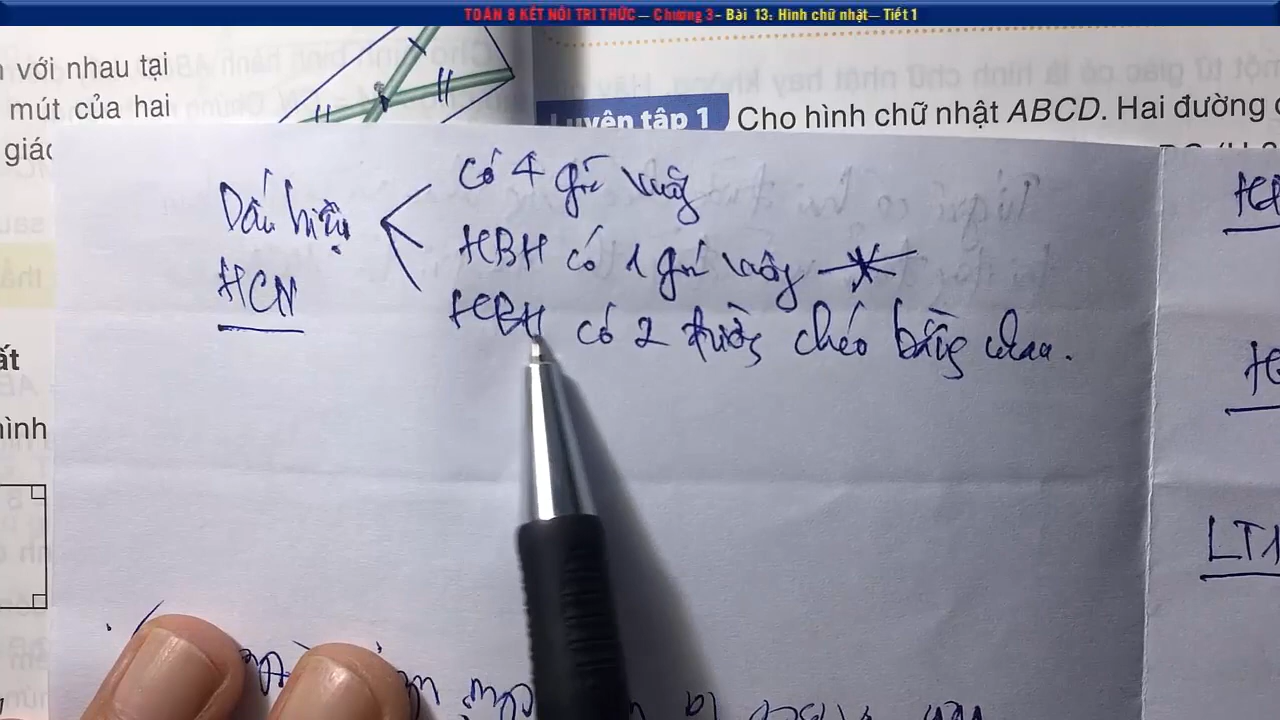 TOÁN 8 KẾT NỐI TRI THỨC – Chương 3 - Bài 13: Hình chữ nhật – Tiết 1
với nhau tại
mút của hai
giác
Luyện tập 1 Cho hình chữ nhật ABCD. Hai đường
Dấu hiệu
HCN
Có 4 góc vuông
HBH có 1 góc vuông
HBH có 2 đường chéo bằng nhau.
ất
hình
LT1